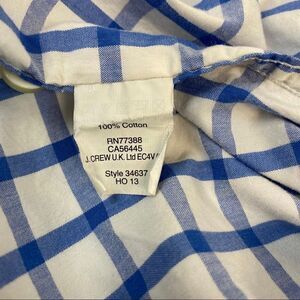 100% Cotton
RN77388
CA56445
J.CREW U.K. Ltd EC4V
Style 34637
HO 13